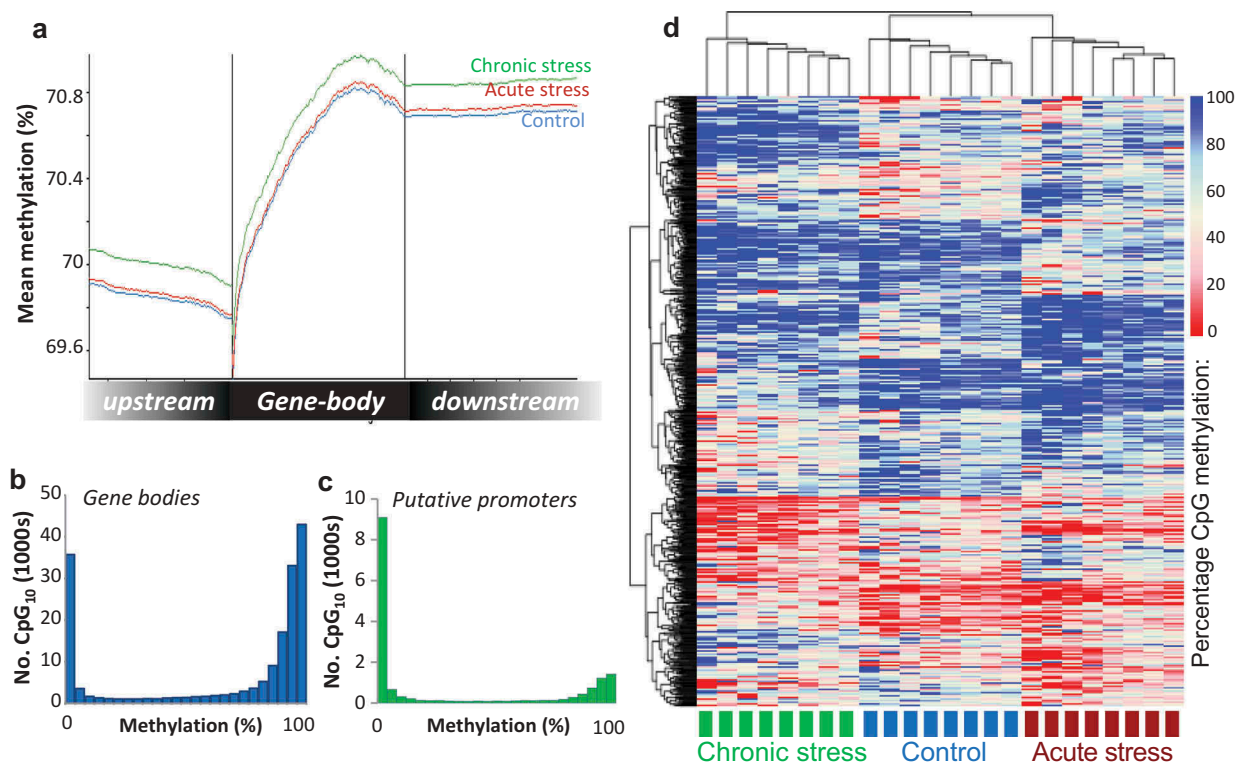 a
Mean methylation (%)
70.8
70.4
70
69.6
Chronic stress
Acute stress
Control
upstream
Gene-body
downstream
b
Gene bodies
No. CpG10 (1000s)
50
40
30
20
10
0
0
Methylation (%)
100
c
Putative promoters
No. CpG10 (1000s)
10
8
6
4
2
0
0
Methylation (%)
100
d
100
80
60
40
20
0
Percentage CpG methylation:
Chronic stress
Control
Acute stress